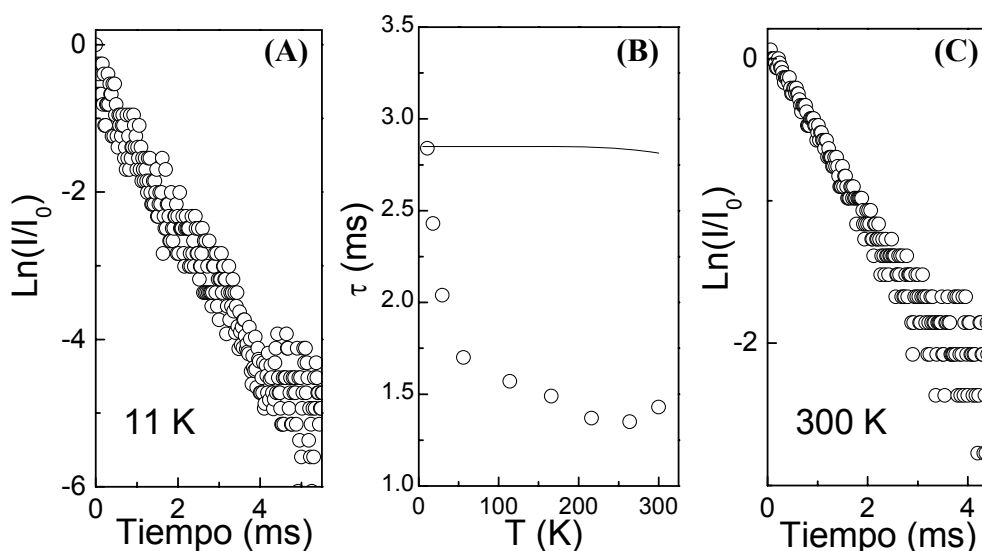 (A)
Ln(I/I0)
0
-2
-4
-6
11 K
0 2 4
Tiempo (ms)
(B)
τ (ms)
3.5
3.0
2.5
2.0
1.5
1.0
0 100 200 300
T (K)
(C)
Ln(I/I0)
0
-2
300 K
0 2 4
Tiempo (ms)